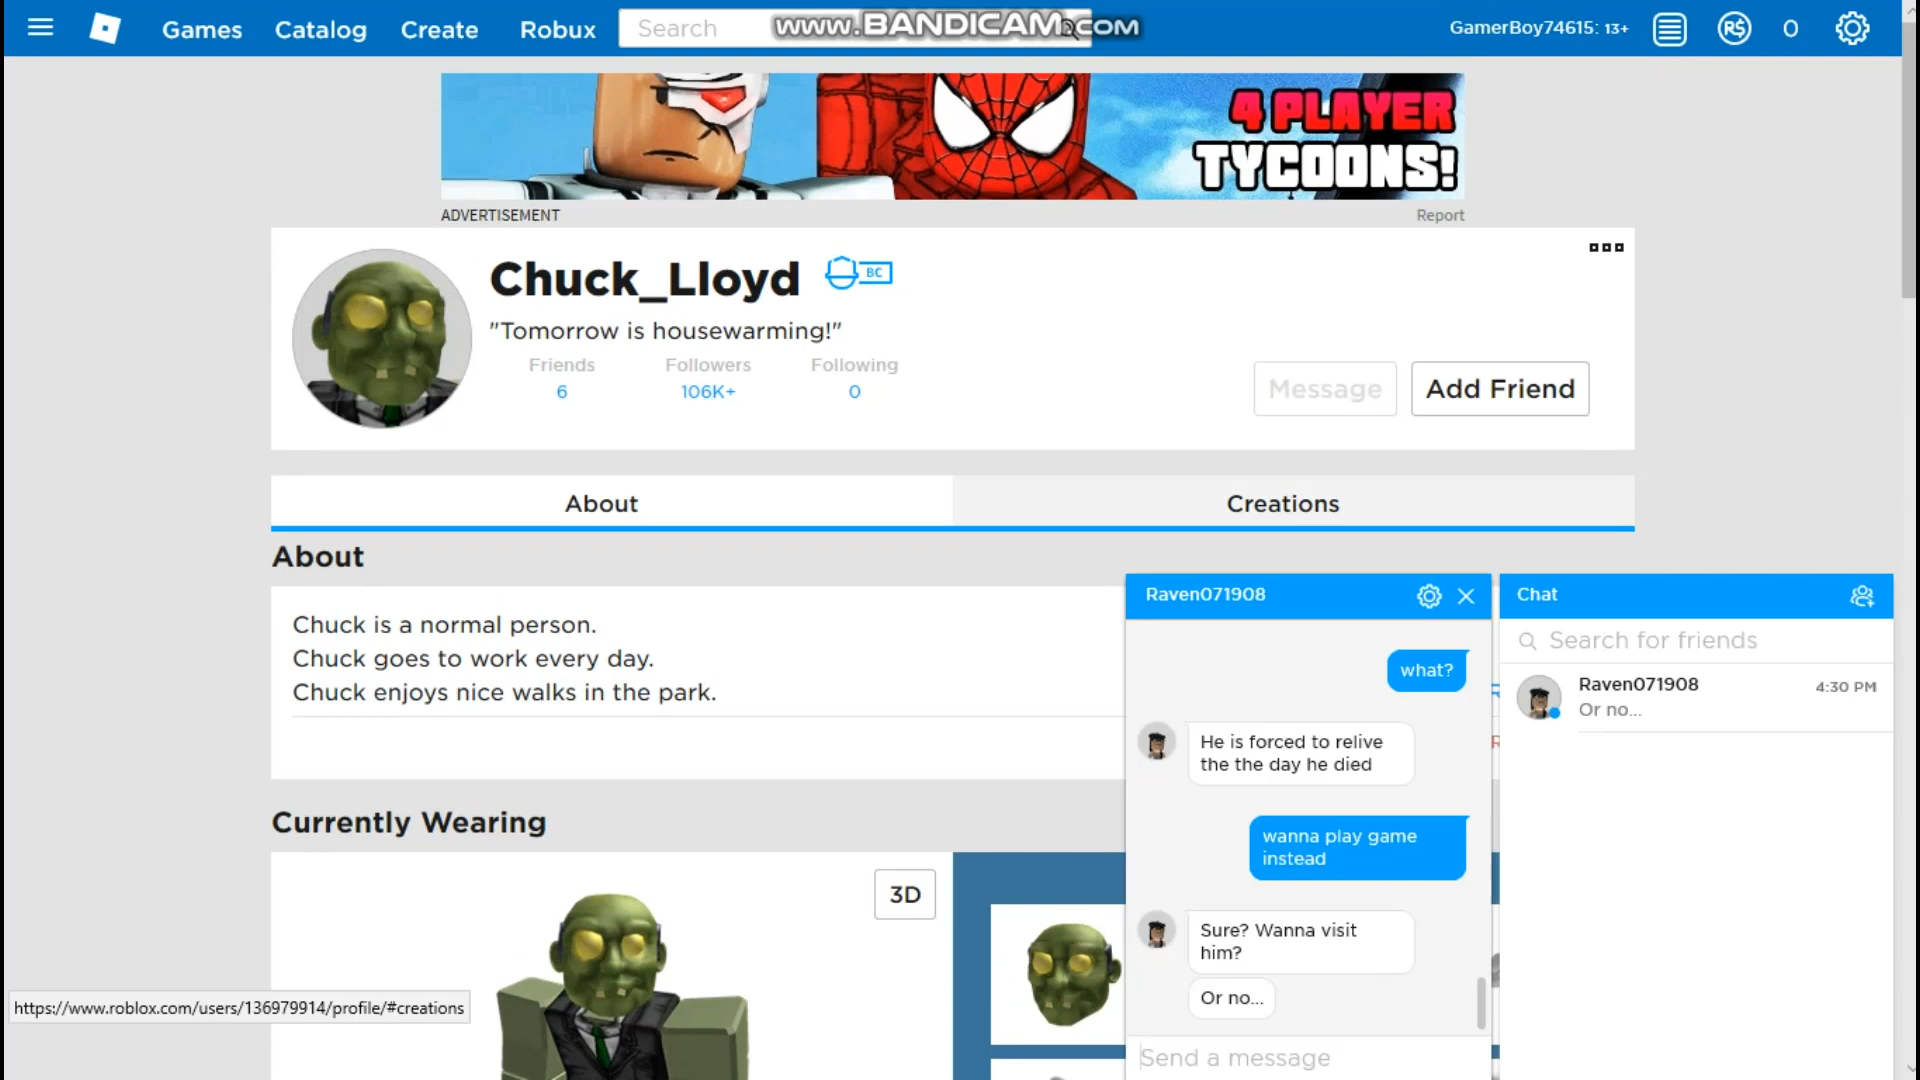 Games
Catalog
Create
Robux
Search
www.BANDICAM.COM
GamerBoy74615: 13+
R$
0
4 PLAYER
TYCOONS!
ADVERTISEMENT
Report
Chuck_Lloyd
BC
"Tomorrow is housewarming!"
Friends
Followers
Following
6
106K+
0
Message
Add Friend
About
Creations
About
Chuck is a normal person.
Chuck goes to work every day.
Chuck enjoys nice walks in the park.
Currently Wearing
3D
Raven071908
what?
He is forced to relive
the the day he died
wanna play game
instead
Sure? Wanna visit
him?
Or no...
Send a message
Chat
Search for friends
Raven071908
4:30 PM
Or no...
https://www.roblox.com/users/136979914/profile/#creations